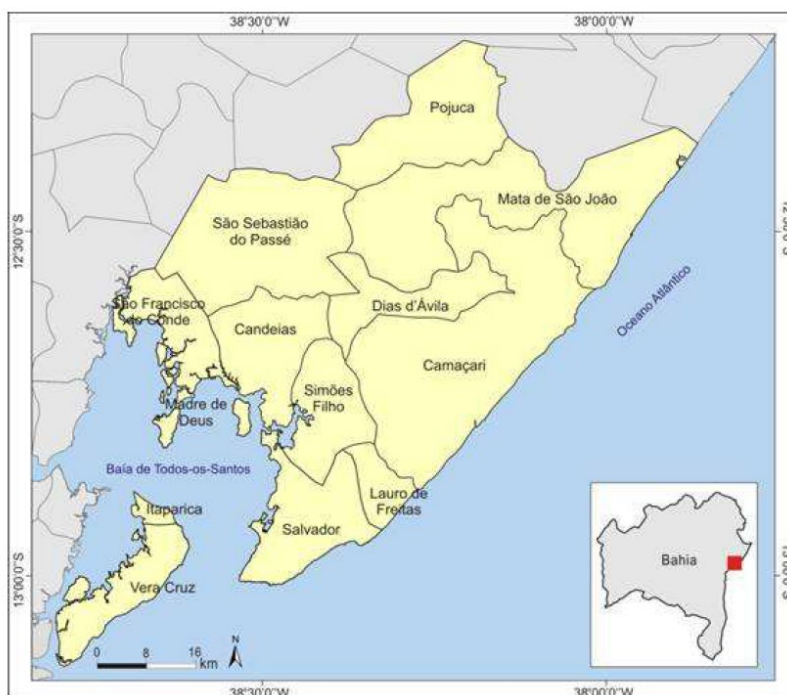 38°30'0"W
38°00'0"W
Pojuca
Mata de São João
São Sebastião
do Passé
12°30'0"S
São Francisco
do Conde
Dias d'Ávila
Oceano Atlântico
Candeias
Camaçari
Simões
Filho
Madre de
Deus
Baía de Todos-os-Santos
Lauro de
Freitas
Itaparica
Salvador
Bahia
13°00'0"S
Vera Cruz
N
0 8 16
km
38°30'0"W
38°00'0"W